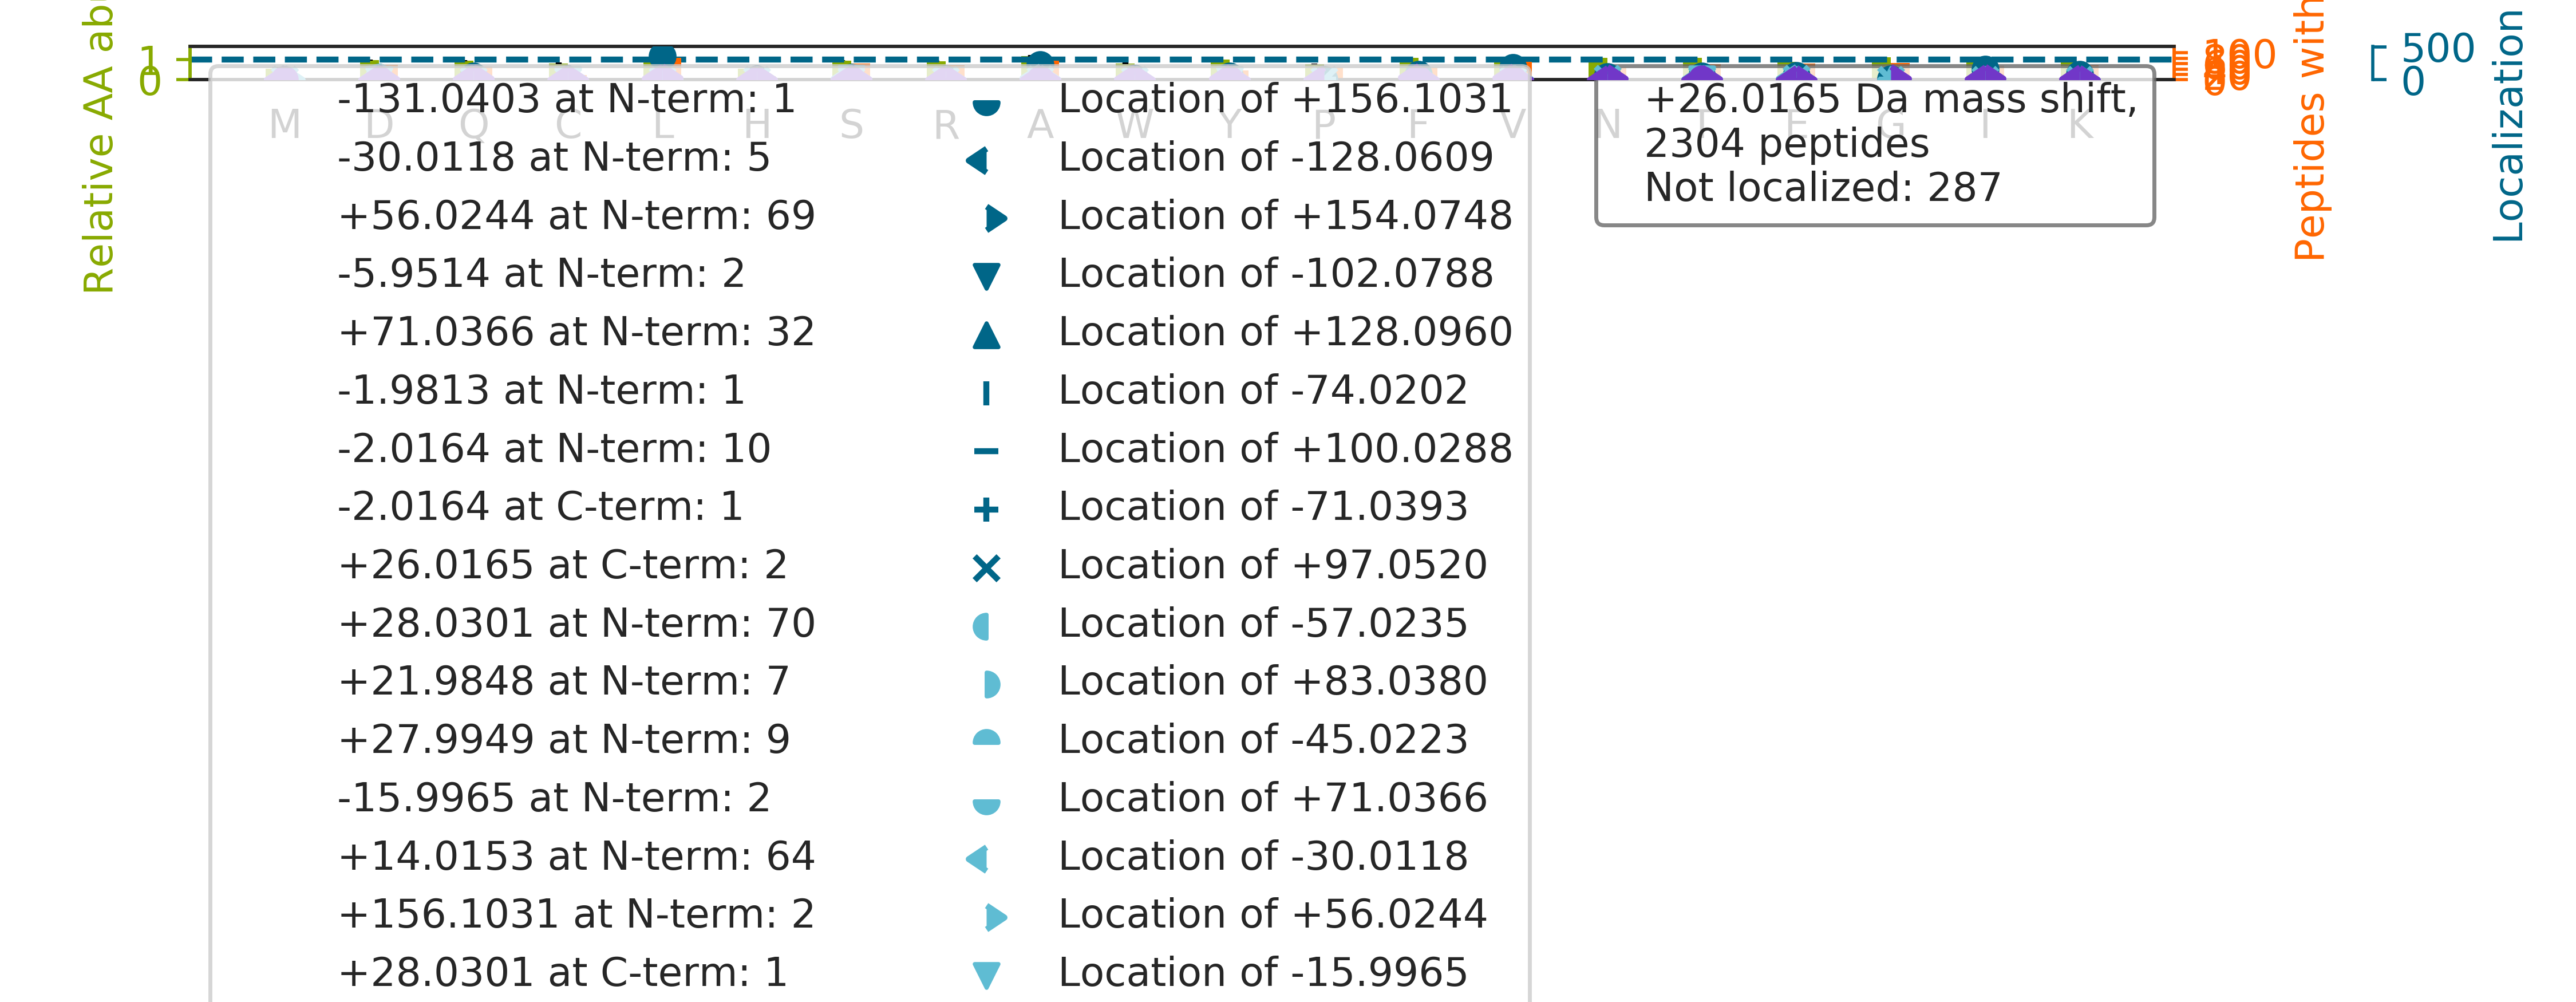 Relative AA
1
0
M D Q C L H S R A W Y P F V N I E G T K
-131.0403 at N-term: 1
-30.0118 at N-term: 5
+56.0244 at N-term: 69
-5.9514 at N-term: 2
+71.0366 at N-term: 32
-1.9813 at N-term: 1
-2.0164 at N-term: 10
-2.0164 at C-term: 1
+26.0165 at C-term: 2
+28.0301 at N-term: 70
+21.9848 at N-term: 7
+27.9949 at N-term: 9
-15.9965 at N-term: 2
+14.0153 at N-term: 64
+156.1031 at N-term: 2
+28.0301 at C-term: 1
Location of +156.1031
Location of -128.0609
Location of +154.0748
Location of -102.0788
Location of +128.0960
Location of -74.0202
Location of +100.0288
Location of -71.0393
Location of +97.0520
Location of -57.0235
Location of +83.0380
Location of -45.0223
Location of +71.0366
Location of -30.0118
Location of +56.0244
Location of -15.9965
+26.0165 Da mass shift,
2304 peptides
Not localized: 287
100
0
Peptides with
500
0
Localization